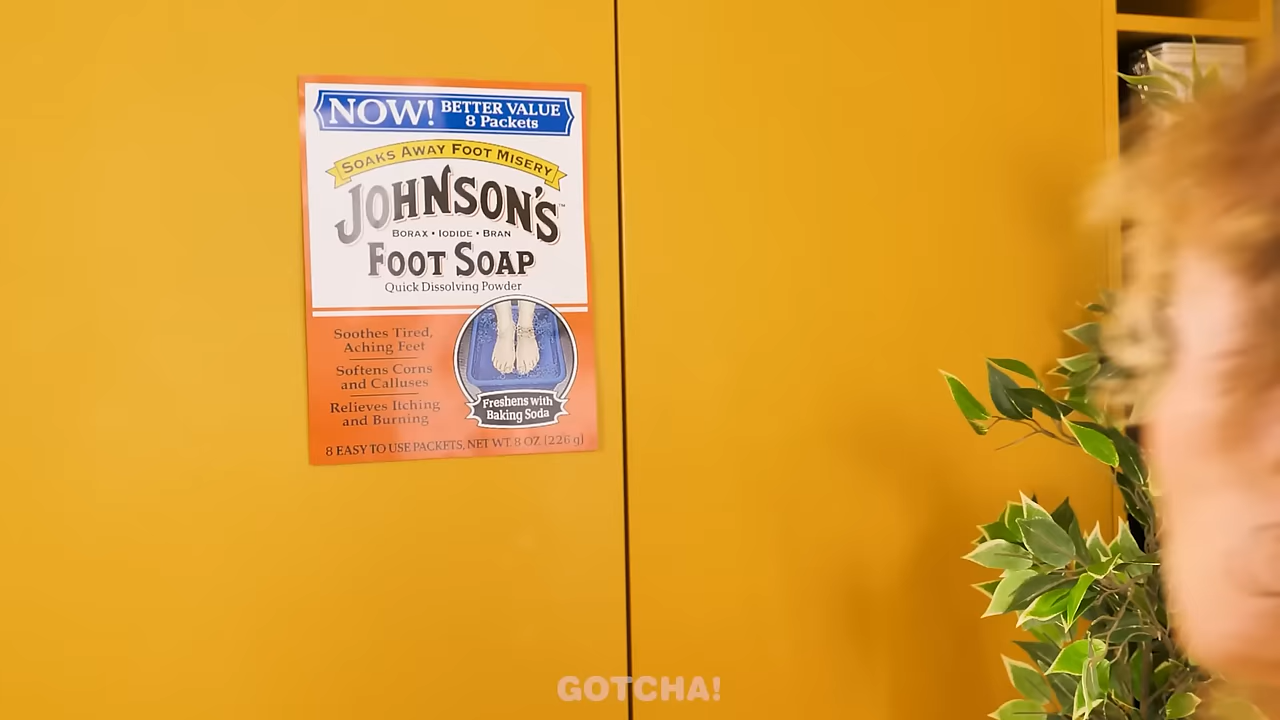 NOW! BETTER VALUE
8 Packets
SOAKS AWAY FOOT MISERY
JOHNSON'S™
BORAX • IODIDE • BRAN
FOOT SOAP
Quick Dissolving Powder
Soothes Tired,
Aching Feet
Softens Corns
and Calluses
Relieves Itching
and Burning
Freshens with
Baking Soda
8 EASY TO USE PACKETS, NET WT. 8 OZ. (226 g)
GOTCHA!